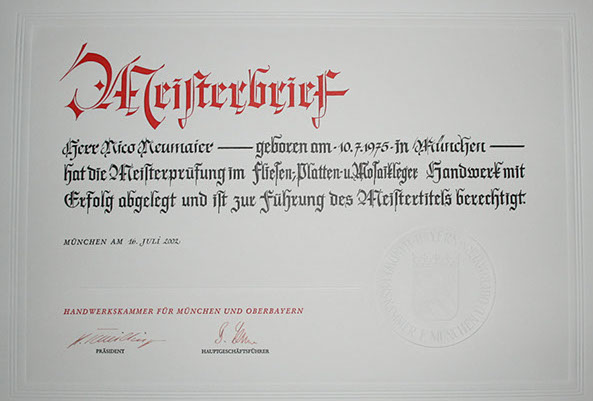 Meisterbrief
Herr Nico Neumaier — geboren am - 10.7.1975 - in München —
hat die Meisterprüfung im Fliesen-, Platten- u. Mosaikleger Handwerk mit
Erfolg abgelegt und ist zur Führung des Meistertitels berechtigt.
MÜNCHEN AM 16. JULI 2002
HANDWERKSKAMMER FÜR MÜNCHEN UND OBERBAYERN
PRÄSIDENT HAUPTGESCHÄFTSFÜHRER